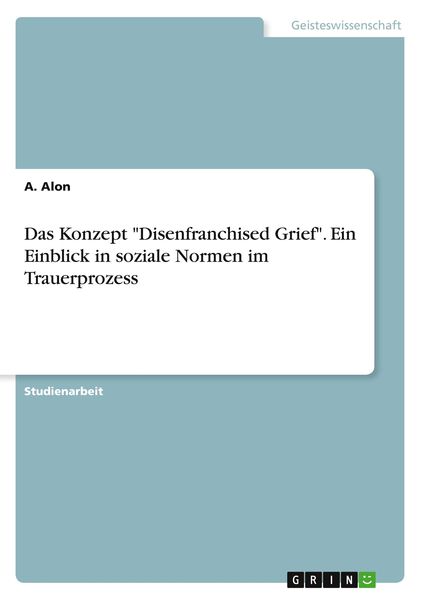 Geisteswissenschaft
A. Alon
Das Konzept "Disenfranchised Grief". Ein
Einblick in soziale Normen im
Trauerprozess
Studienarbeit
GRIN